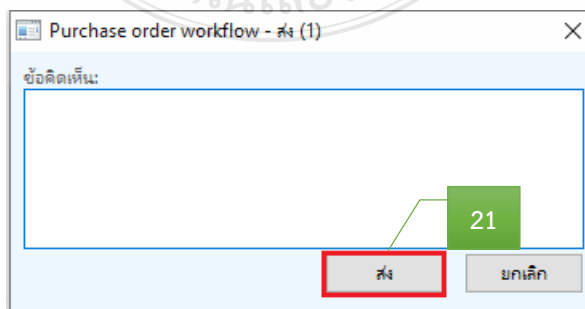 Purchase order workflow - ส่ง (1)
ข้อคิดเห็น:
21
ส่ง
ยกเลิก